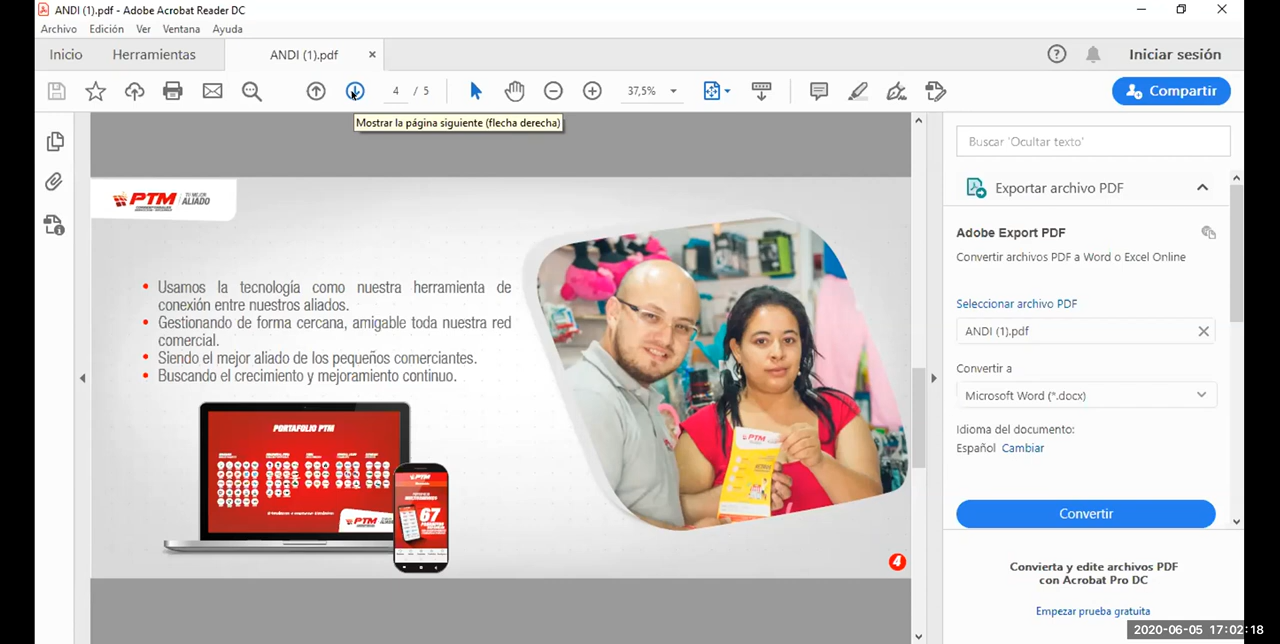 ANDI (1).pdf - Adobe Acrobat Reader DC
Archivo Edición Ver Ventana Ayuda
Inicio Herramientas ANDI (1).pdf × Iniciar sesión
4 / 5 37,5% Compartir
Mostrar la página siguiente (flecha derecha)
Buscar 'Ocultar texto'
PTM TU MEJOR
ALIADO
Exportar archivo PDF
Adobe Export PDF
Convertir archivos PDF a Word o Excel Online
• Usamos la tecnología como nuestra herramienta de
conexión entre nuestros aliados.
• Gestionando de forma cercana, amigable toda nuestra red
comercial.
• Siendo el mejor aliado de los pequeños comerciantes.
• Buscando el crecimiento y mejoramiento continuo.
Seleccionar archivo PDF
ANDI (1).pdf
Convertir a
Microsoft Word (*.docx)
Idioma del documento:
Español Cambiar
PORTAFOLIO PTM
PTM
PTM
67
PTM
4
Convertir
Convierta y edite archivos PDF
con Acrobat Pro DC
Empezar prueba gratuita
2020-06-05 17:02:18